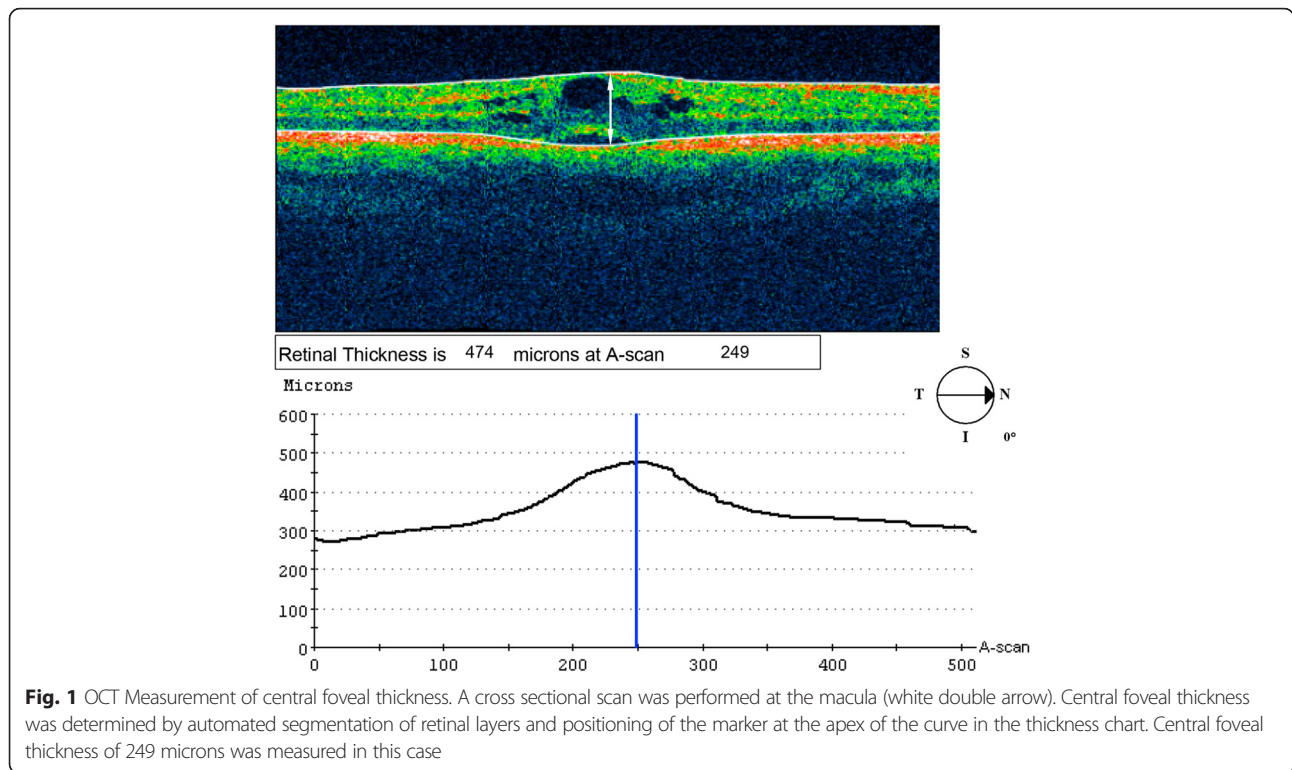 Retinal Thickness is 474 microns at A-scan 249
S
T N
I 0°
Microns
600
500
400
300
200
100
0
A-scan
0 100 200 300 400 500
Fig. 1 OCT Measurement of central foveal thickness. A cross sectional scan was performed at the macula (white double arrow). Central foveal thickness
was determined by automated segmentation of retinal layers and positioning of the marker at the apex of the curve in the thickness chart. Central foveal
thickness of 249 microns was measured in this case